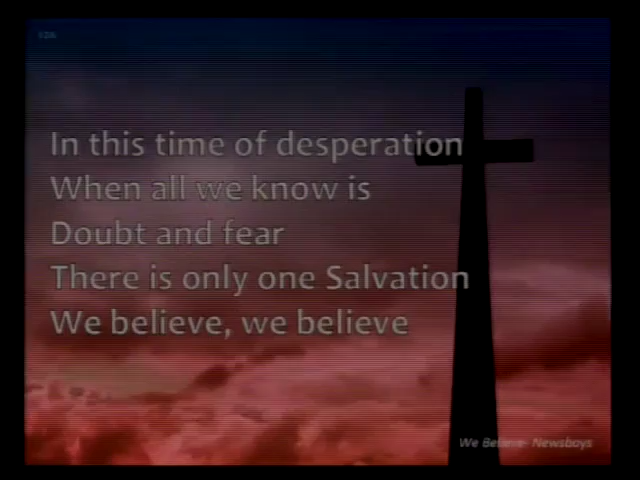 In this time of desperation
When all we know is
Doubt and fear
There is only one Salvation
We believe, we believe
We Believe- Newsboys